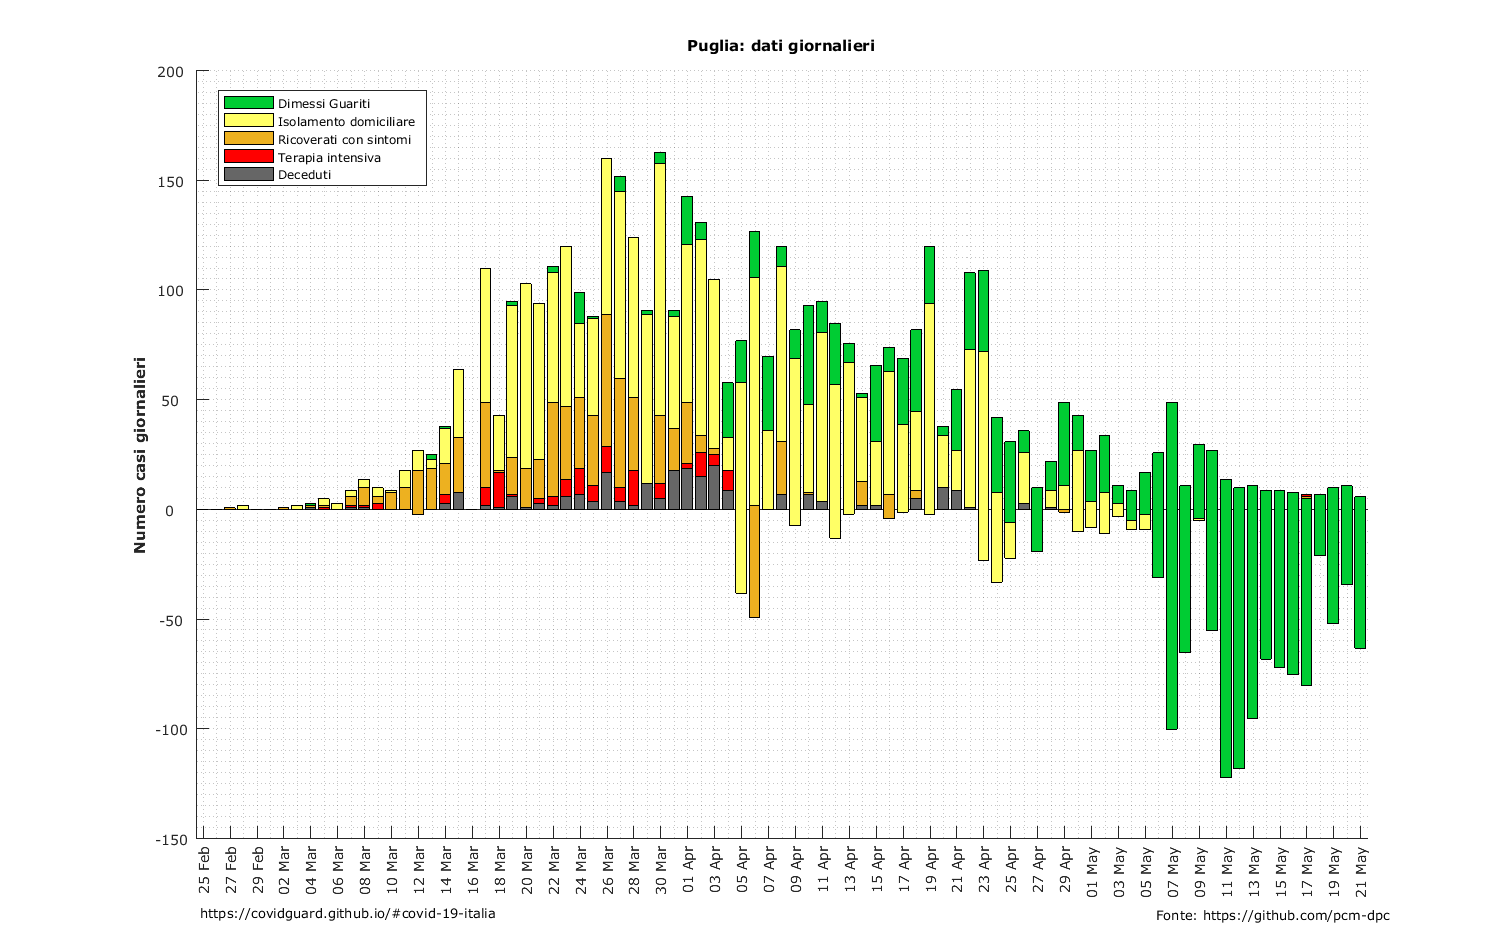 Puglia: dati giornalieri
200
150
100
50
0
-50
-100
-150
Numero casi giornalieri
Dimessi Guariti
Isolamento domiciliare
Ricoverati con sintomi
Terapia intensiva
Deceduti
25 Feb
27 Feb
29 Feb
02 Mar
04 Mar
06 Mar
08 Mar
10 Mar
12 Mar
14 Mar
16 Mar
18 Mar
20 Mar
22 Mar
24 Mar
26 Mar
28 Mar
30 Mar
01 Apr
03 Apr
05 Apr
07 Apr
09 Apr
11 Apr
13 Apr
15 Apr
17 Apr
19 Apr
21 Apr
23 Apr
25 Apr
27 Apr
29 Apr
01 May
03 May
05 May
07 May
09 May
11 May
13 May
15 May
17 May
19 May
21 May
https://covidguard.github.io/#covid-19-italia
Fonte: https://github.com/pcm-dpc